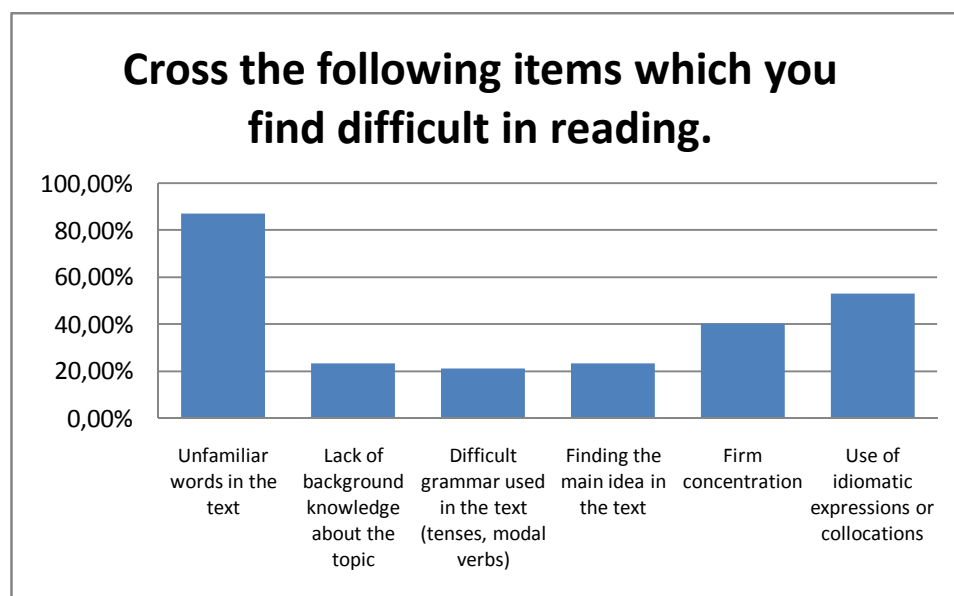 Cross the following items which you
find difficult in reading.
100,00%
80,00%
60,00%
40,00%
20,00%
0,00%
Unfamiliar
words in the
text
Lack of
background
knowledge
about the
topic
Difficult
grammar used
in the text
(tenses, modal
verbs)
Finding the
main idea in
the text
Firm
concentration
Use of
idiomatic
expressions or
collocations